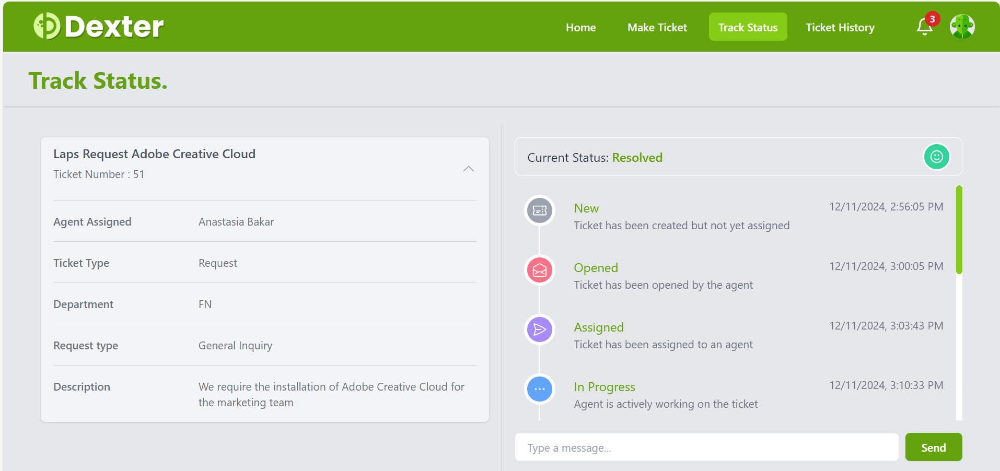 Dexter
Home
Make Ticket
Track Status
Ticket History
3
Track Status.
Laps Request Adobe Creative Cloud
Ticket Number : 51
Agent Assigned Anastasia Bakar
Ticket Type Request
Department FN
Request type General Inquiry
Description We require the installation of Adobe Creative Cloud for
the marketing team
Current Status: Resolved
New 12/11/2024, 2:56:05 PM
Ticket has been created but not yet assigned
Opened 12/11/2024, 3:00:05 PM
Ticket has been opened by the agent
Assigned 12/11/2024, 3:03:43 PM
Ticket has been assigned to an agent
In Progress 12/11/2024, 3:10:33 PM
Agent is actively working on the ticket
Type a message...
Send